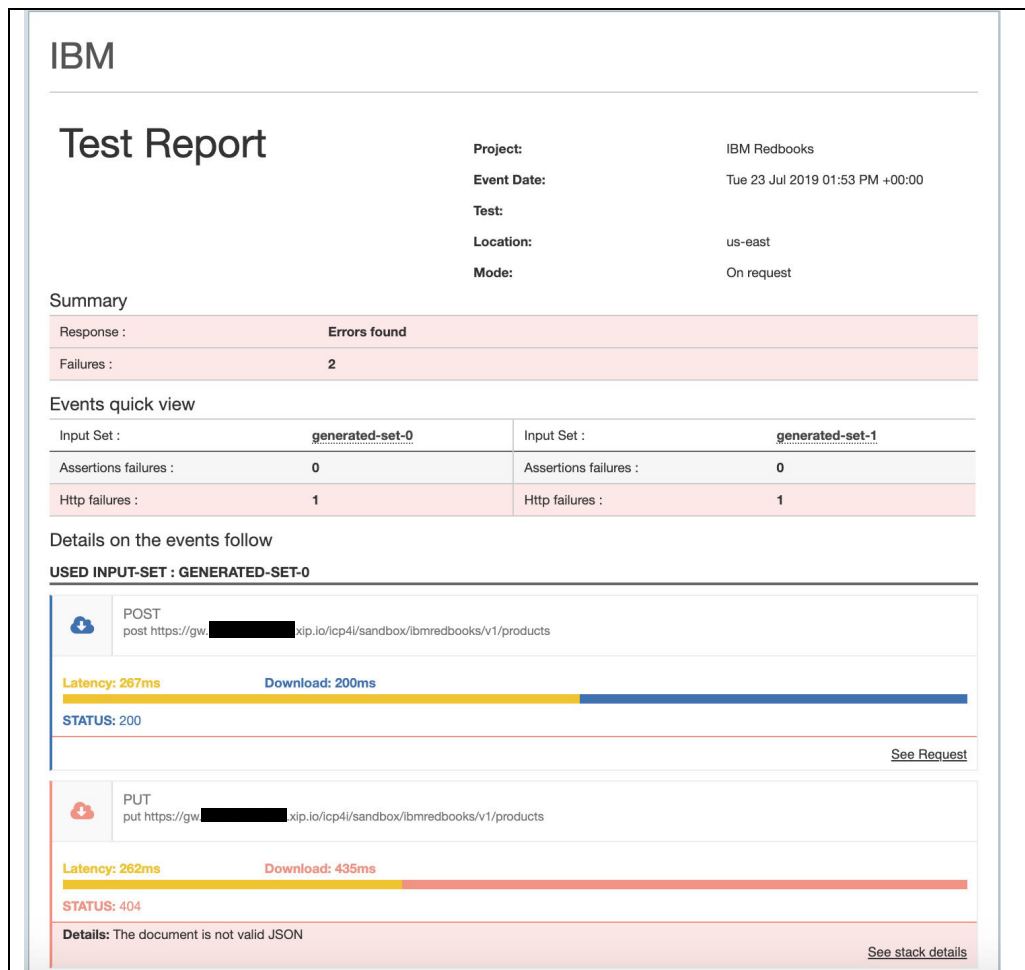 IBM
Test Report
Project: IBM Redbooks
Event Date: Tue 23 Jul 2019 01:53 PM +00:00
Test:
Location: us-east
Mode: On request
Summary
Response : Errors found
Failures : 2
Events quick view
Input Set : generated-set-0 Input Set : generated-set-1
Assertions failures : 0 Assertions failures : 0
Http failures : 1 Http failures : 1
Details on the events follow
USED INPUT-SET : GENERATED-SET-0
POST
post https://gw. xip.io/icp4i/sandbox/ibmredbooks/v1/products
Latency: 267ms Download: 200ms
STATUS: 200
See Request
PUT
put https://gw. .xip.io/icp4i/sandbox/ibmredbooks/v1/products
Latency: 262ms Download: 435ms
STATUS: 404
Details: The document is not valid JSON
See stack details